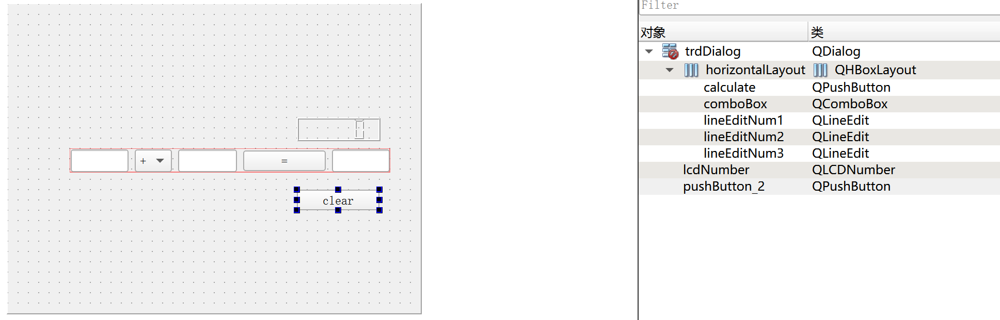 0
+
=
clear
Filter
对象 类
trdDialog QDialog
horizontalLayout QHBoxLayout
calculate QPushButton
comboBox QComboBox
lineEditNum1 QLineEdit
lineEditNum2 QLineEdit
lineEditNum3 QLineEdit
lcdNumber QLCDNumber
pushButton_2 QPushButton